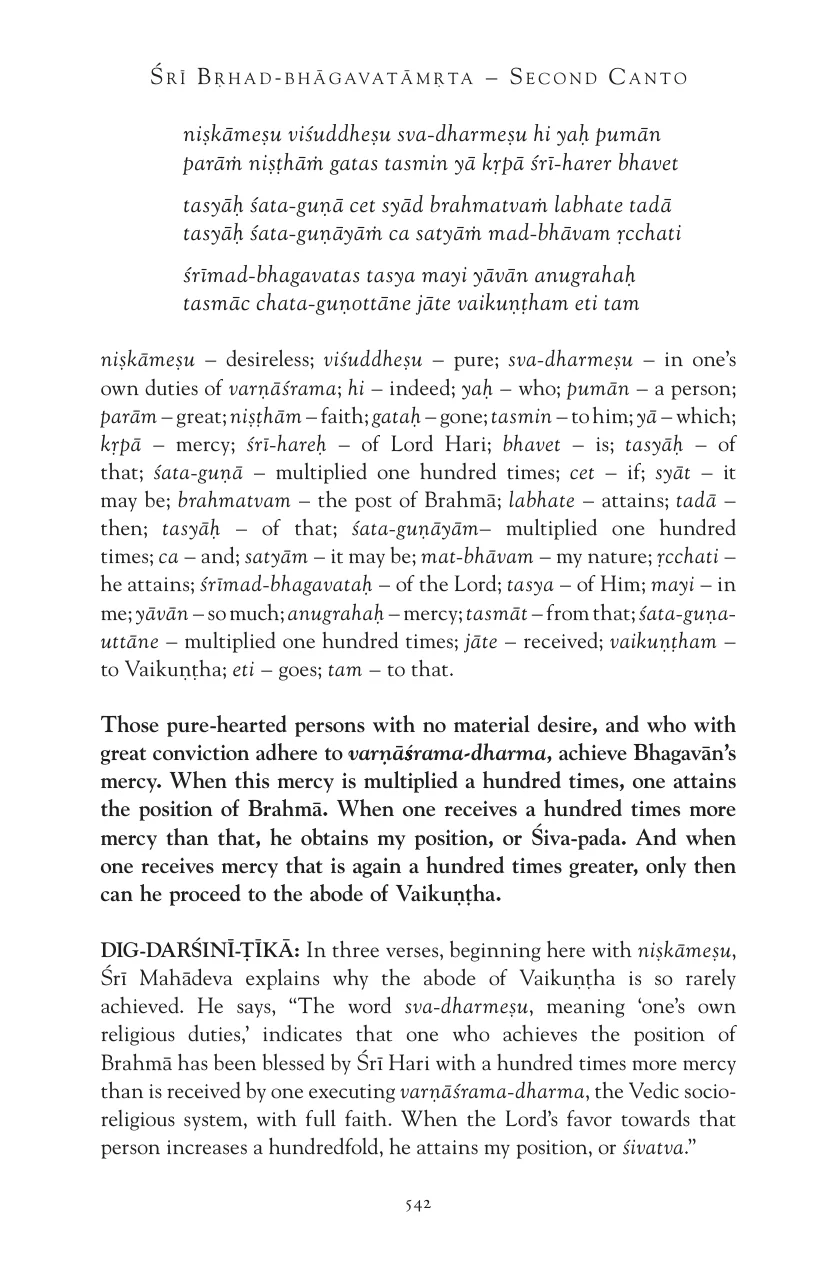 Śrī Bṛhad-bhāgavatāmṛta – Second Canto
niṣkāmeṣu viśuddheṣu sva-dharmeṣu hi yaḥ pumān
parāṁ niṣṭhāṁ gatas tasmin yā kṛpā śrī-harer bhavet
tasyāḥ śata-guṇā cet syād brahmatvaṁ labhate tadā
tasyāḥ śata-guṇāyāṁ ca satyāṁ mad-bhāvam ṛcchati
śrīmad-bhagavatas tasya mayi yāvān anugrahaḥ
tasmāc chata-guṇottāne jāte vaikuṇṭham eti tam
niṣkāmeṣu – desireless; viśuddheṣu – pure; sva-dharmeṣu – in one’s
own duties of varṇāśrama; hi – indeed; yaḥ – who; pumān – a person;
parām – great; niṣṭhām – faith; gataḥ – gone; tasmin – to him; yā – which;
kṛpā – mercy; śrī-hareḥ – of Lord Hari; bhavet – is; tasyāḥ – of
that; śata-guṇā – multiplied one hundred times; cet – if; syāt – it
may be; brahmatvam – the post of Brahmā; labhate – attains; tadā –
then; tasyāḥ – of that; śata-guṇāyām– multiplied one hundred
times; ca – and; satyām – it may be; mat-bhāvam – my nature; ṛcchati –
he attains; śrīmad-bhagavataḥ – of the Lord; tasya – of Him; mayi – in
me; yāvān – so much; anugrahaḥ – mercy; tasmāt – from that; śata-guṇa-
uttāne – multiplied one hundred times; jāte – received; vaikuṇṭham –
to Vaikuṇṭha; eti – goes; tam – to that.
Those pure-hearted persons with no material desire, and who with
great conviction adhere to varṇāśrama-dharma, achieve Bhagavān’s
mercy. When this mercy is multiplied a hundred times, one attains
the position of Brahmā. When one receives a hundred times more
mercy than that, he obtains my position, or Śiva-pada. And when
one receives mercy that is again a hundred times greater, only then
can he proceed to the abode of Vaikuṇṭha.
DIG-DARŚINĪ-ṬĪKĀ: In three verses, beginning here with niṣkāmeṣu,
Śrī Mahādeva explains why the abode of Vaikuṇṭha is so rarely
achieved. He says, “The word sva-dharmeṣu, meaning ‘one’s own
religious duties,’ indicates that one who achieves the position of
Brahmā has been blessed by Śrī Hari with a hundred times more mercy
than is received by one executing varṇāśrama-dharma, the Vedic socio-
religious system, with full faith. When the Lord’s favor towards that
person increases a hundredfold, he attains my position, or śivatva.”
542